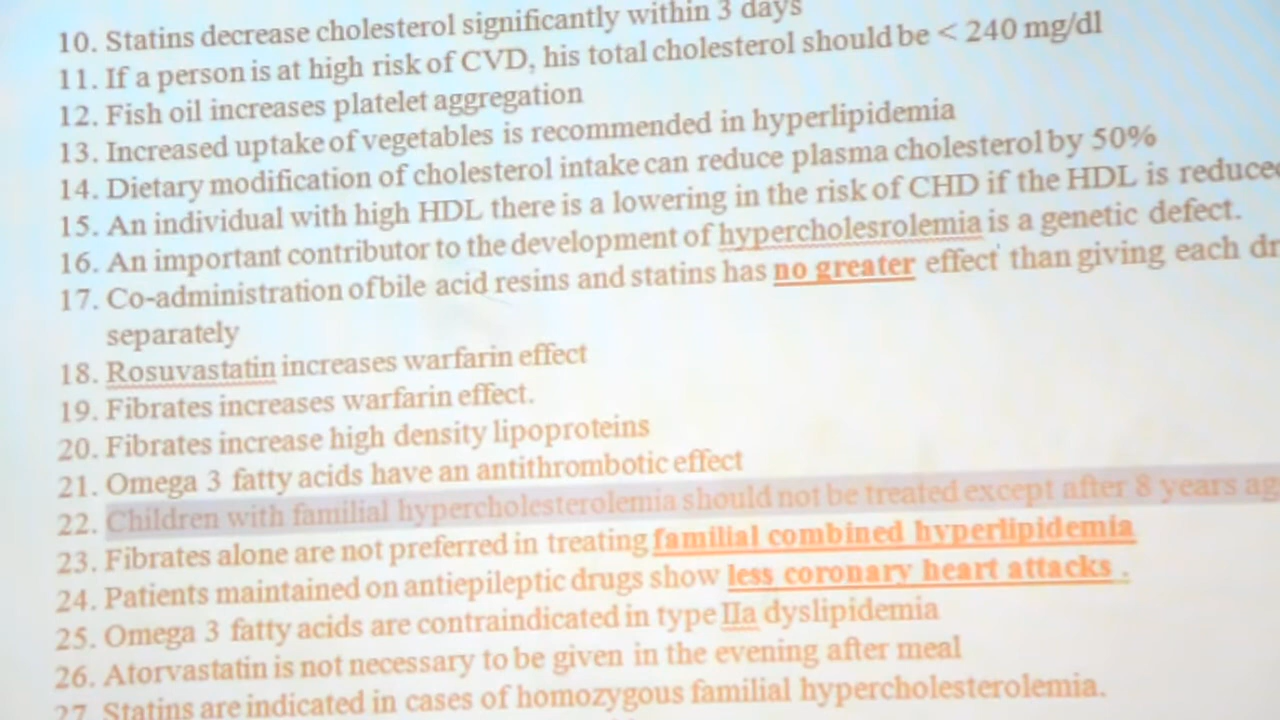 10. Statins decrease cholesterol significantly within 3 days
11. If a person is at high risk of CVD, his total cholesterol should be < 240 mg/dl
12. Fish oil increases platelet aggregation
13. Increased uptake of vegetables is recommended in hyperlipidemia
14. Dietary modification of cholesterol intake can reduce plasma cholesterol by 50%
15. An individual with high HDL there is a lowering in the risk of CHD if the HDL is
16. An important contributor to the development of hypercholesrolemia is a genetic defect.
17. Co-administration of bile acid resins and statins has no greater effect than giving each
separately
18. Rosuvastatin increases warfarin effect
19. Fibrates increases warfarin effect.
20. Fibrates increase high density lipoproteins
21. Omega 3 fatty acids have an antithrombotic effect
22. Children with familial hypercholesterolemia should not be treated except after 8 years
23. Fibrates alone are not preferred in treating familial combined hyperlipidemia
24. Patients maintained on antiepileptic drugs show less coronary heart attacks .
25. Omega 3 fatty acids are contraindicated in type IIa dyslipidemia
26. Atorvastatin is not necessary to be given in the evening after meal
27. Statins are indicated in cases of homozygous familial hypercholesterolemia.